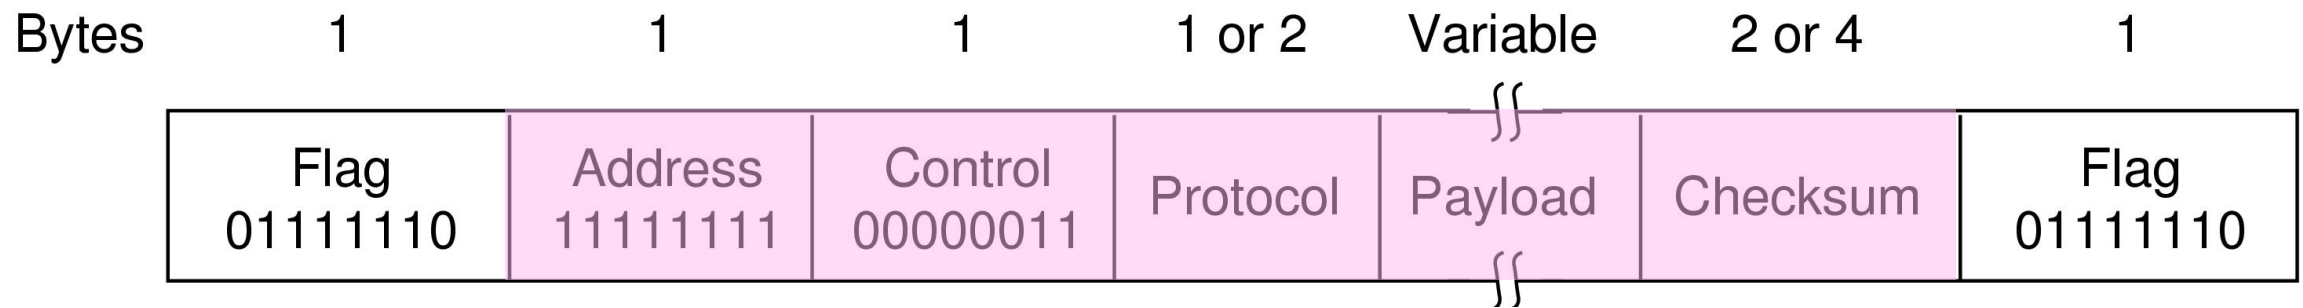 Bytes 1 1 1 1 or 2 Variable 2 or 4 1
Flag Address Control Protocol Payload Checksum Flag
01111110 11111111 00000011 01111110